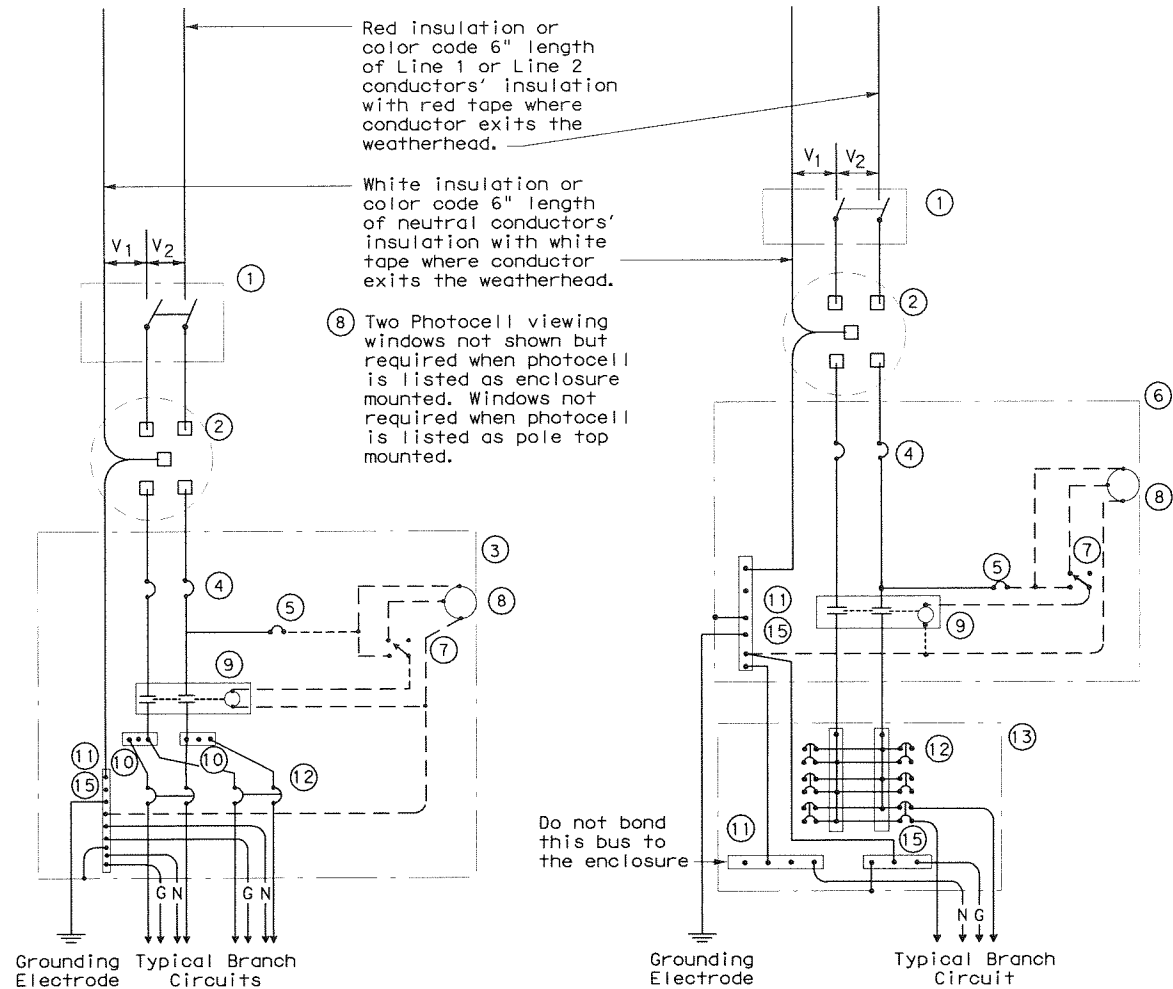 Red insulation or
color code 6" length
of Line 1 or Line 2
conductors' insulation
with red tape where
conductor exits the
weatherhead.
White insulation or
color code 6" length
of neutral conductors'
insulation with white
tape where conductor
exits the weatherhead.
8 Two Photocell viewing
windows not shown but
required when photocell
is listed as enclosure
mounted. Windows not
required when photocell
is listed as pole top
mounted.
V1 V2
1
2
3
4
5
8
7
9
10 10
11
12
15
G N G N
Grounding
Electrode
Typical Branch
Circuits
V1 V2
1
2
6
4
8
7
5
11
9
15
13
12
Do not bond
this bus to
the enclosure
11
15
N G
Grounding
Electrode
Typical Branch
Circuit